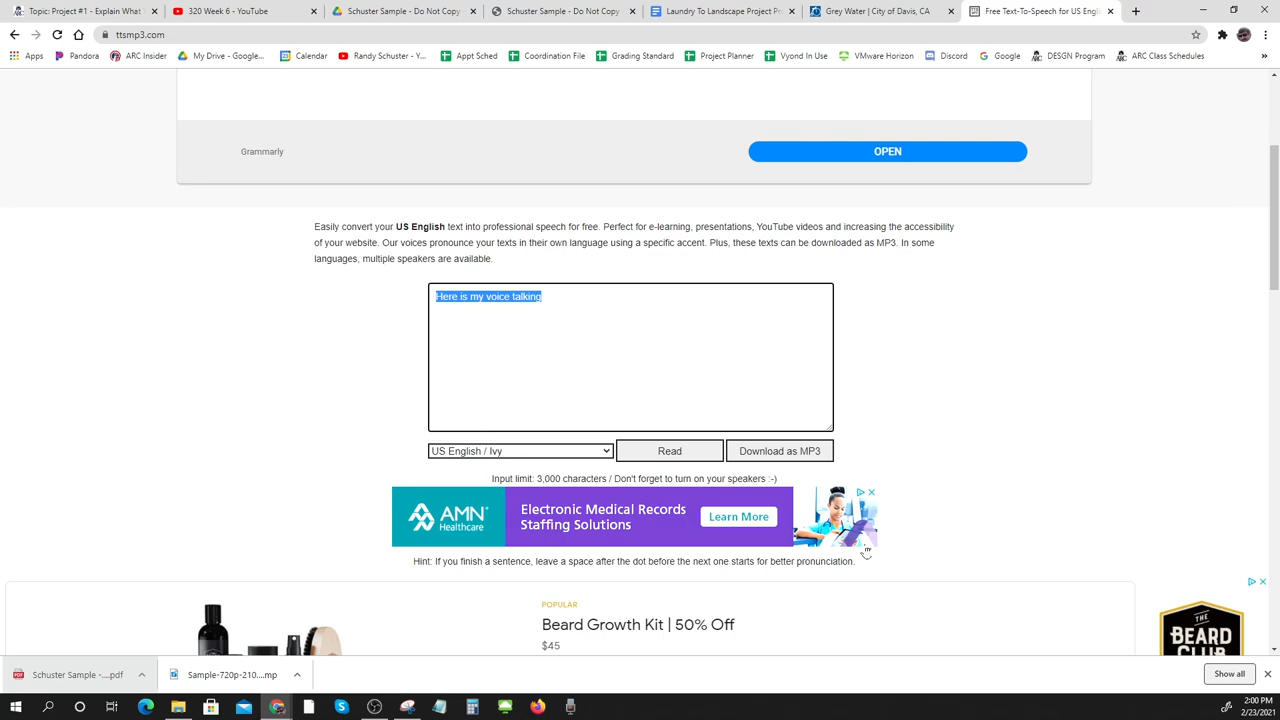 Topic: Project #1 - Explain What
320 Week 6 - YouTube
Schuster Sample - Do Not Copy
Schuster Sample - Do Not Copy
Laundry To Landscape Project Pro
Grey Water | City of Davis, CA
Free Text-To-Speech for US Engli
ttsmp3.com
Apps
Pandora
ARC Insider
My Drive - Google...
Calendar
Randy Schuster - Y...
Appt Sched
Coordination File
Grading Standard
Project Planner
Vyond In Use
VMware Horizon
Discord
Google
DESGN Program
ARC Class Schedules
»
Grammarly
OPEN
Easily convert your US English text into professional speech for free. Perfect for e-learning, presentations, YouTube videos and increasing the accessibility
of your website. Our voices pronounce your texts in their own language using a specific accent. Plus, these texts can be downloaded as MP3. In some
languages, multiple speakers are available.
Here is my voice talking
US English / Ivy
Read
Download as MP3
Input limit: 3,000 characters / Don't forget to turn on your speakers :-)
AMN
Healthcare
Electronic Medical Records
Staffing Solutions
Learn More
Hint: If you finish a sentence, leave a space after the dot before the next one starts for better pronunciation.
POPULAR
Beard Growth Kit | 50% Off
$45
THE
BEARD
CLUB
Schuster Sample -....pdf
Sample-720p-210....mp
Show all
2:00 PM
2/23/2021